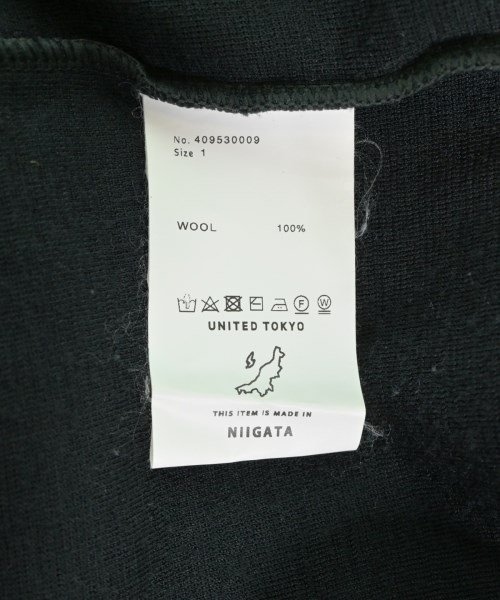 No. 409530009
Size 1
WOOL 100%
UNITED TOKYO
THIS ITEM IS MADE IN
NIIGATA